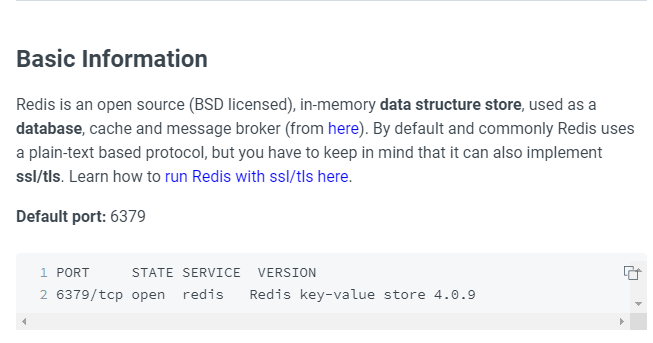 Basic Information
Redis is an open source (BSD licensed), in-memory data structure store, used as a
database, cache and message broker (from here). By default and commonly Redis uses
a plain-text based protocol, but you have to keep in mind that it can also implement
ssl/tls. Learn how to run Redis with ssl/tls here.
Default port: 6379
1 PORT     STATE SERVICE  VERSION
2 6379/tcp open  redis   Redis key-value store 4.0.9